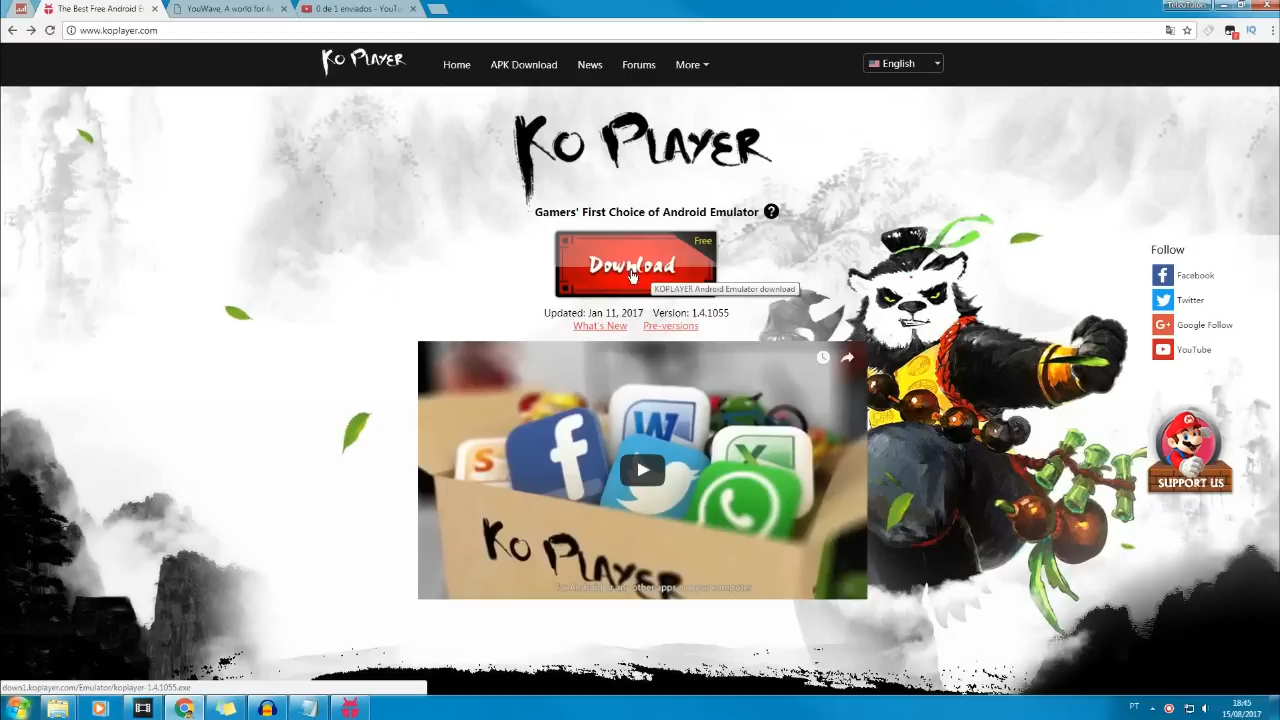 TeteuTutors
The Best Free Android E
YouWave, A world for A
0 de 1 enviados - YouTu
www.koplayer.com
Ko Player
Home
APK Download
News
Forums
More
English
Ko Player
Gamers' First Choice of Android Emulator ?
Free
Download
KOPLAYER Android Emulator download
Updated: Jan 11, 2017 Version: 1.4.1055
What's New
Pre-versions
Follow
Facebook
Twitter
Google Follow
YouTube
SUPPORT US
Ko Player
down1.koplayer.com/Emulator/koplayer-1.4.1055.exe
PT
18:45
15/08/2017